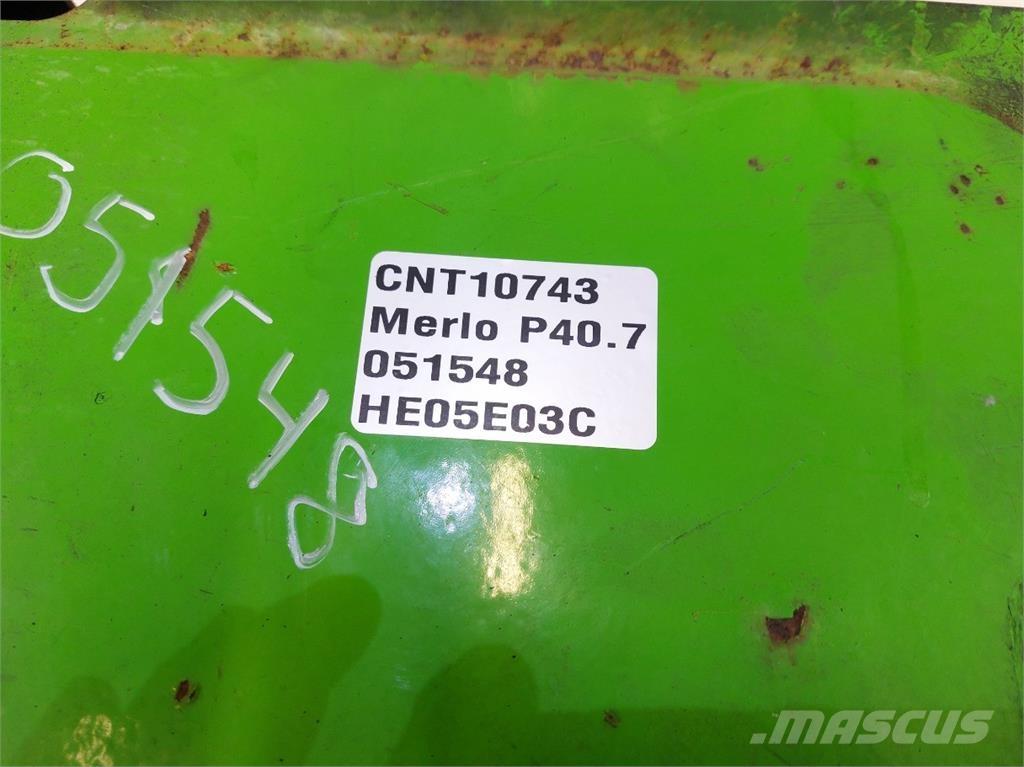 051548
CNT10743
Merlo P40.7
051548
HE05E03C
MASCUS